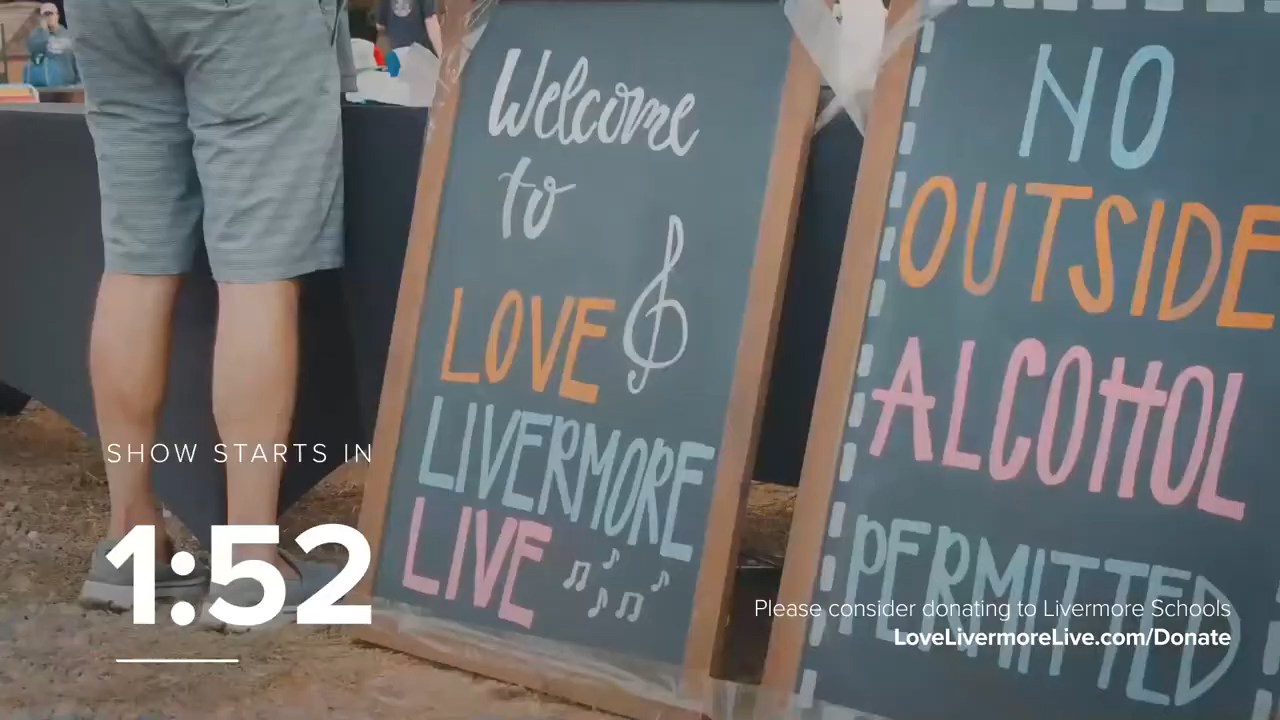 Welcome
to
LOVE
LIVERMORE
LIVE
NO
OUTSIDE
ALCOHOL
PERMITTED
SHOW STARTS IN
1:52
Please consider donating to Livermore Schools
LoveLivermoreLive.com/Donate